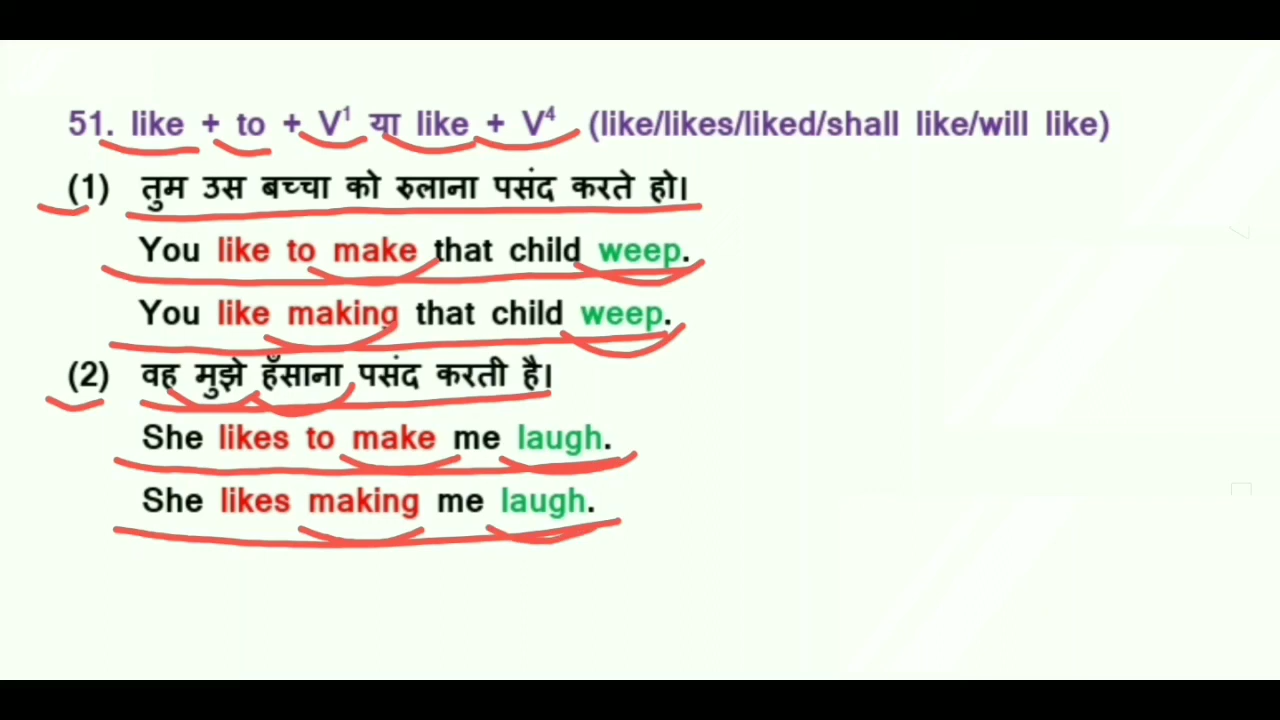 51. like + to + V¹ या like + V⁴ (like/likes/liked/shall like/will like)
(1) तुम उस बच्चा को रुलाना पसंद करते हो।
You like to make that child weep.
You like making that child weep.
(2) वह मुझे हँसाना पसंद करती है।
She likes to make me laugh.
She likes making me laugh.